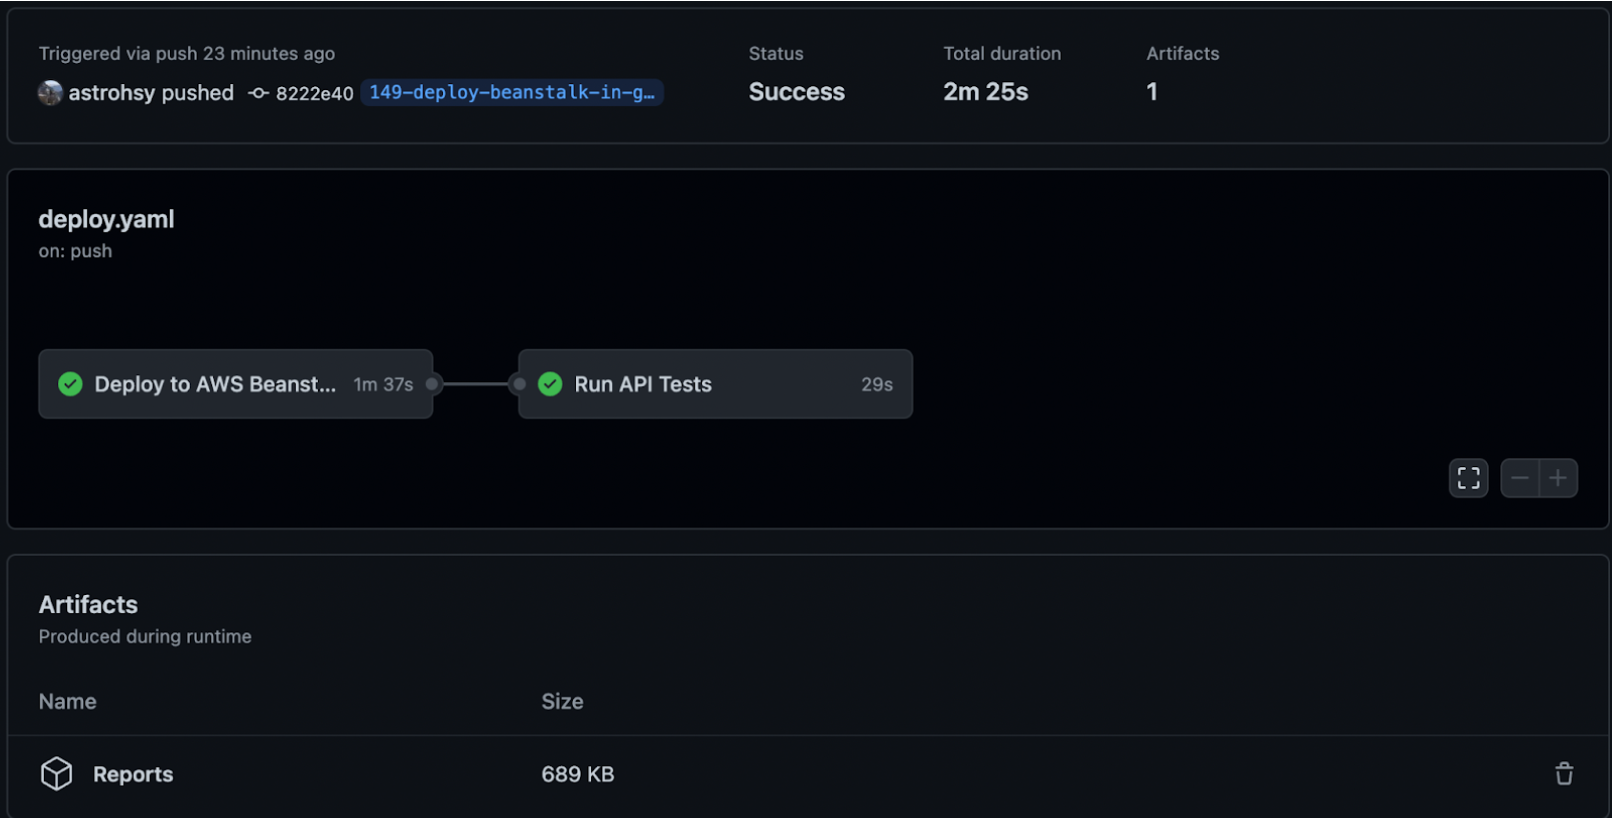 Triggered via push 23 minutes ago
astrohsy pushed 8222e40 149-deploy-beanstalk-in-g…
Status
Success
Total duration
2m 25s
Artifacts
1
deploy.yaml
on: push
Deploy to AWS Beanst... 1m 37s
Run API Tests 29s
Artifacts
Produced during runtime
Name Size
Reports 689 KB